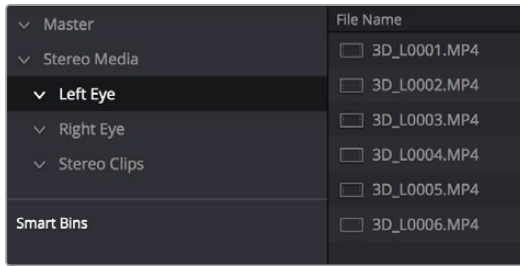 Master
Stereo Media
Left Eye
Right Eye
Stereo Clips
Smart Bins
File Name
3D_L0001.MP4
3D_L0002.MP4
3D_L0003.MP4
3D_L0004.MP4
3D_L0005.MP4
3D_L0006.MP4